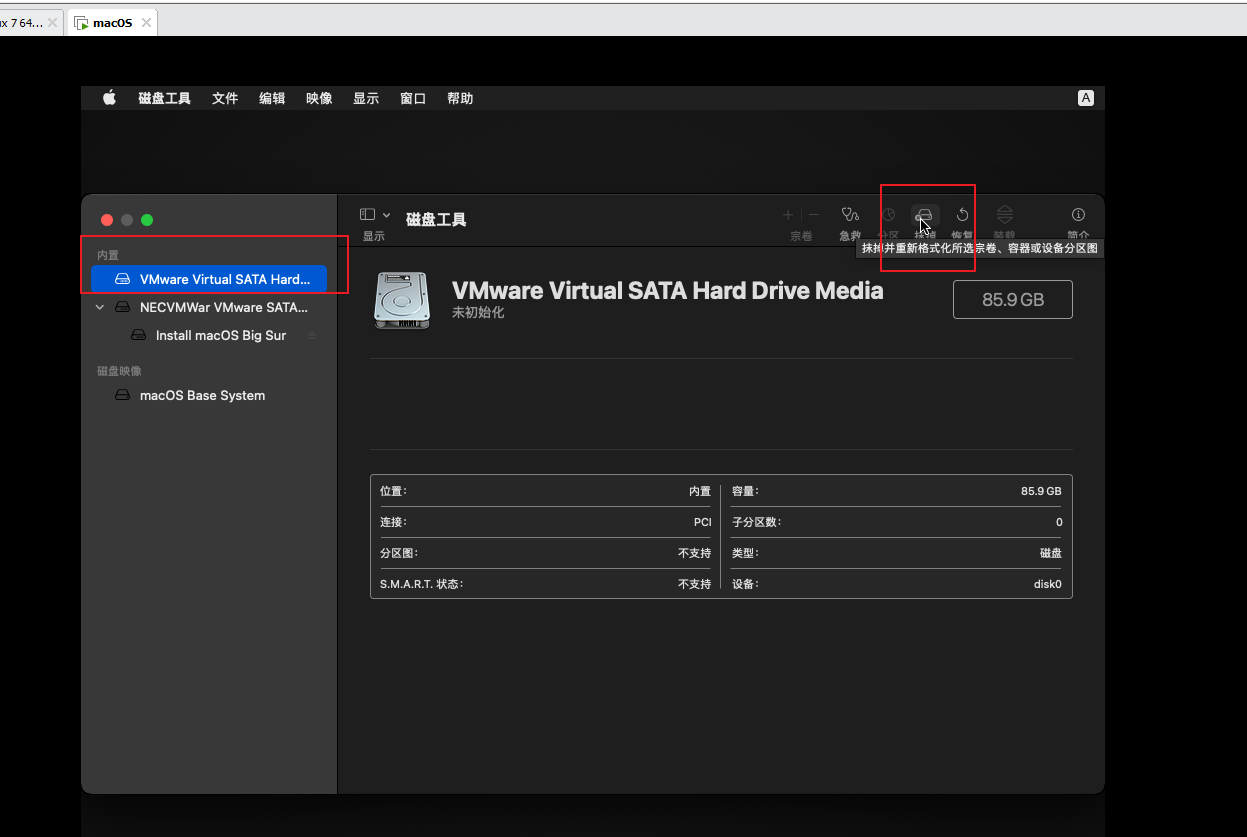 ux 7 64...
macOS
磁盘工具 文件 编辑 映像 显示 窗口 帮助 A
显示
磁盘工具
宗卷 急救 分区 抹掉 恢复 装载 简介
抹掉并重新格式化所选宗卷、容器或设备分区图
内置
VMware Virtual SATA Hard...
NECVMWar VMware SATA...
Install macOS Big Sur
磁盘映像
macOS Base System
VMware Virtual SATA Hard Drive Media
未初始化
85.9 GB
位置: 内置
连接: PCI
分区图: 不支持
S.M.A.R.T. 状态: 不支持
容量: 85.9 GB
子分区数: 0
类型: 磁盘
设备: disk0